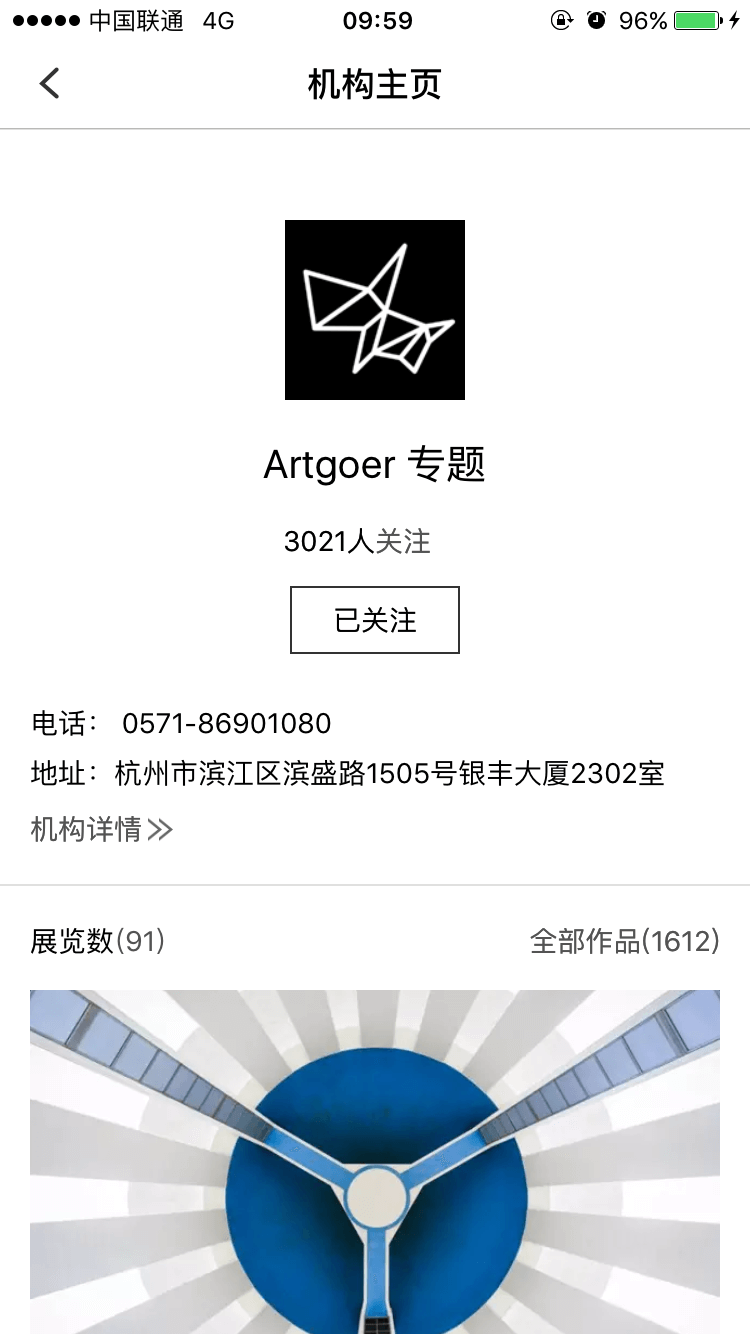 中国联通 4G 09:59 96%
机构主页
Artgoer 专题
3021人关注
已关注
电话： 0571-86901080
地址：杭州市滨江区滨盛路1505号银丰大厦2302室
机构详情
展览数(91) 全部作品(1612)